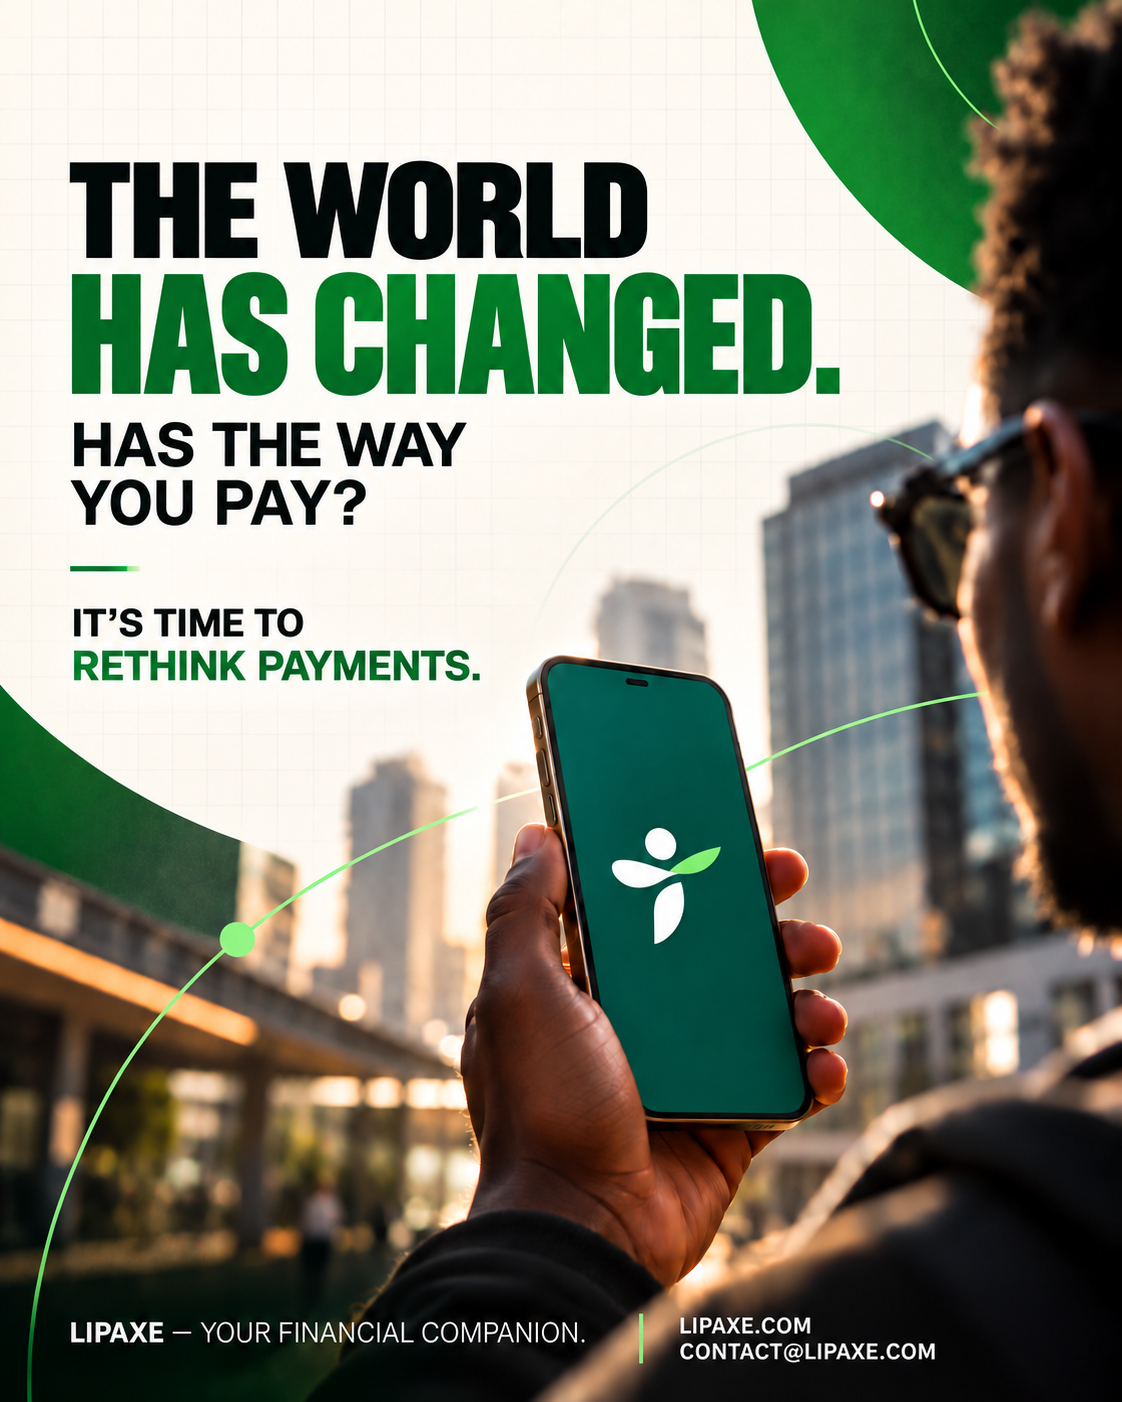 THE WORLD
HAS CHANGED.
HAS THE WAY
YOU PAY?
IT’S TIME TO
RETHINK PAYMENTS.
LIPAXE — YOUR FINANCIAL COMPANION.
LIPAXE.COM
CONTACT@LIPAXE.COM